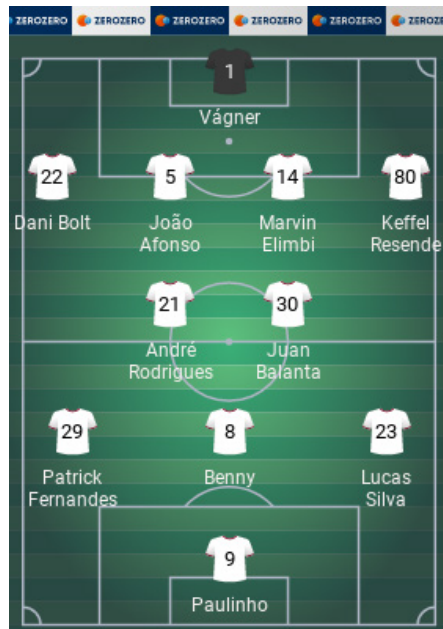 ZEROZERO ZEROZERO ZEROZERO ZEROZERO ZEROZERO ZEROZE
1
Vágner
22 5 14 80
Dani Bolt João Marvin Keffel
Afonso Elimbi Resende
21 30
André Juan
Rodrigues Balanta
29 8 23
Patrick Benny Lucas
Fernandes Silva
9
Paulinho